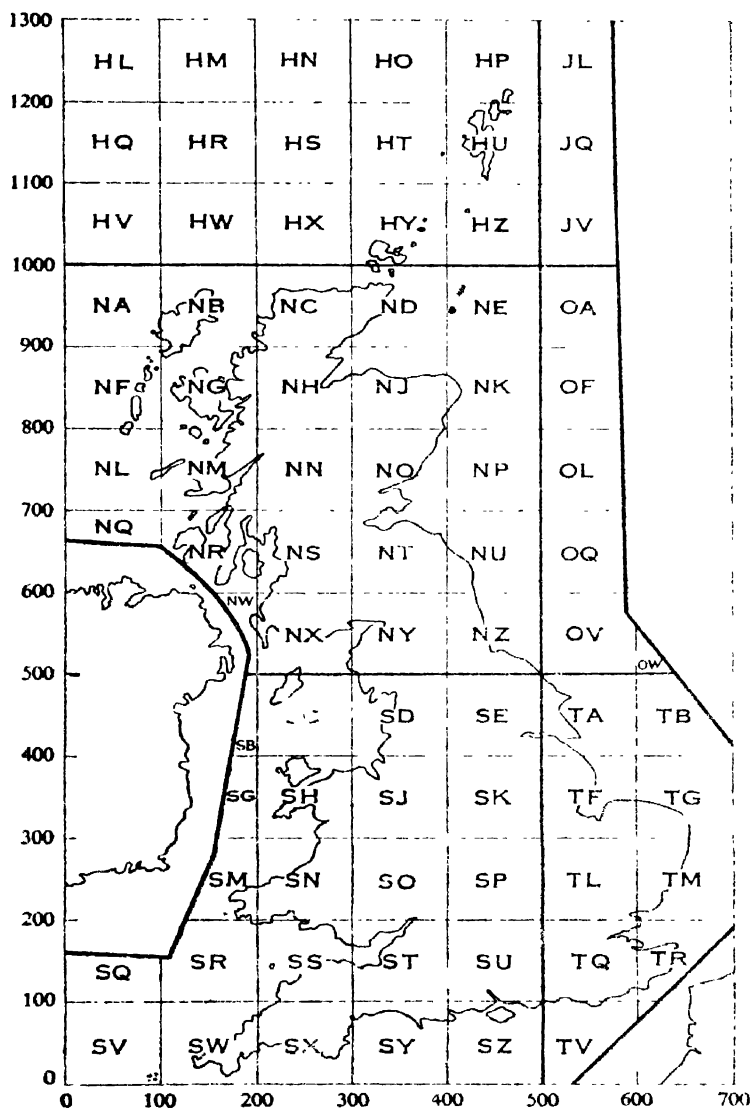 1300
HL HM HN HO HP JL
1200
HQ HR HS HT HU JQ
1100
HV HW HX HY HZ JV
1000
NA NB NC ND NE OA
900
NF NG NH NJ NK OF
800
NL NM NN NO NP OL
700
NQ
NR NS NT NU OQ
600
NW
NX NY NZ OV
OW
500
SD SE TA TB
SB
400
SG SH SJ SK TF TG
300
SM SN SO SP TL TM
200
SQ SR SS ST SU TQ TR
100
SV SW SX SY SZ TV
0
0 100 200 300 400 500 600 700